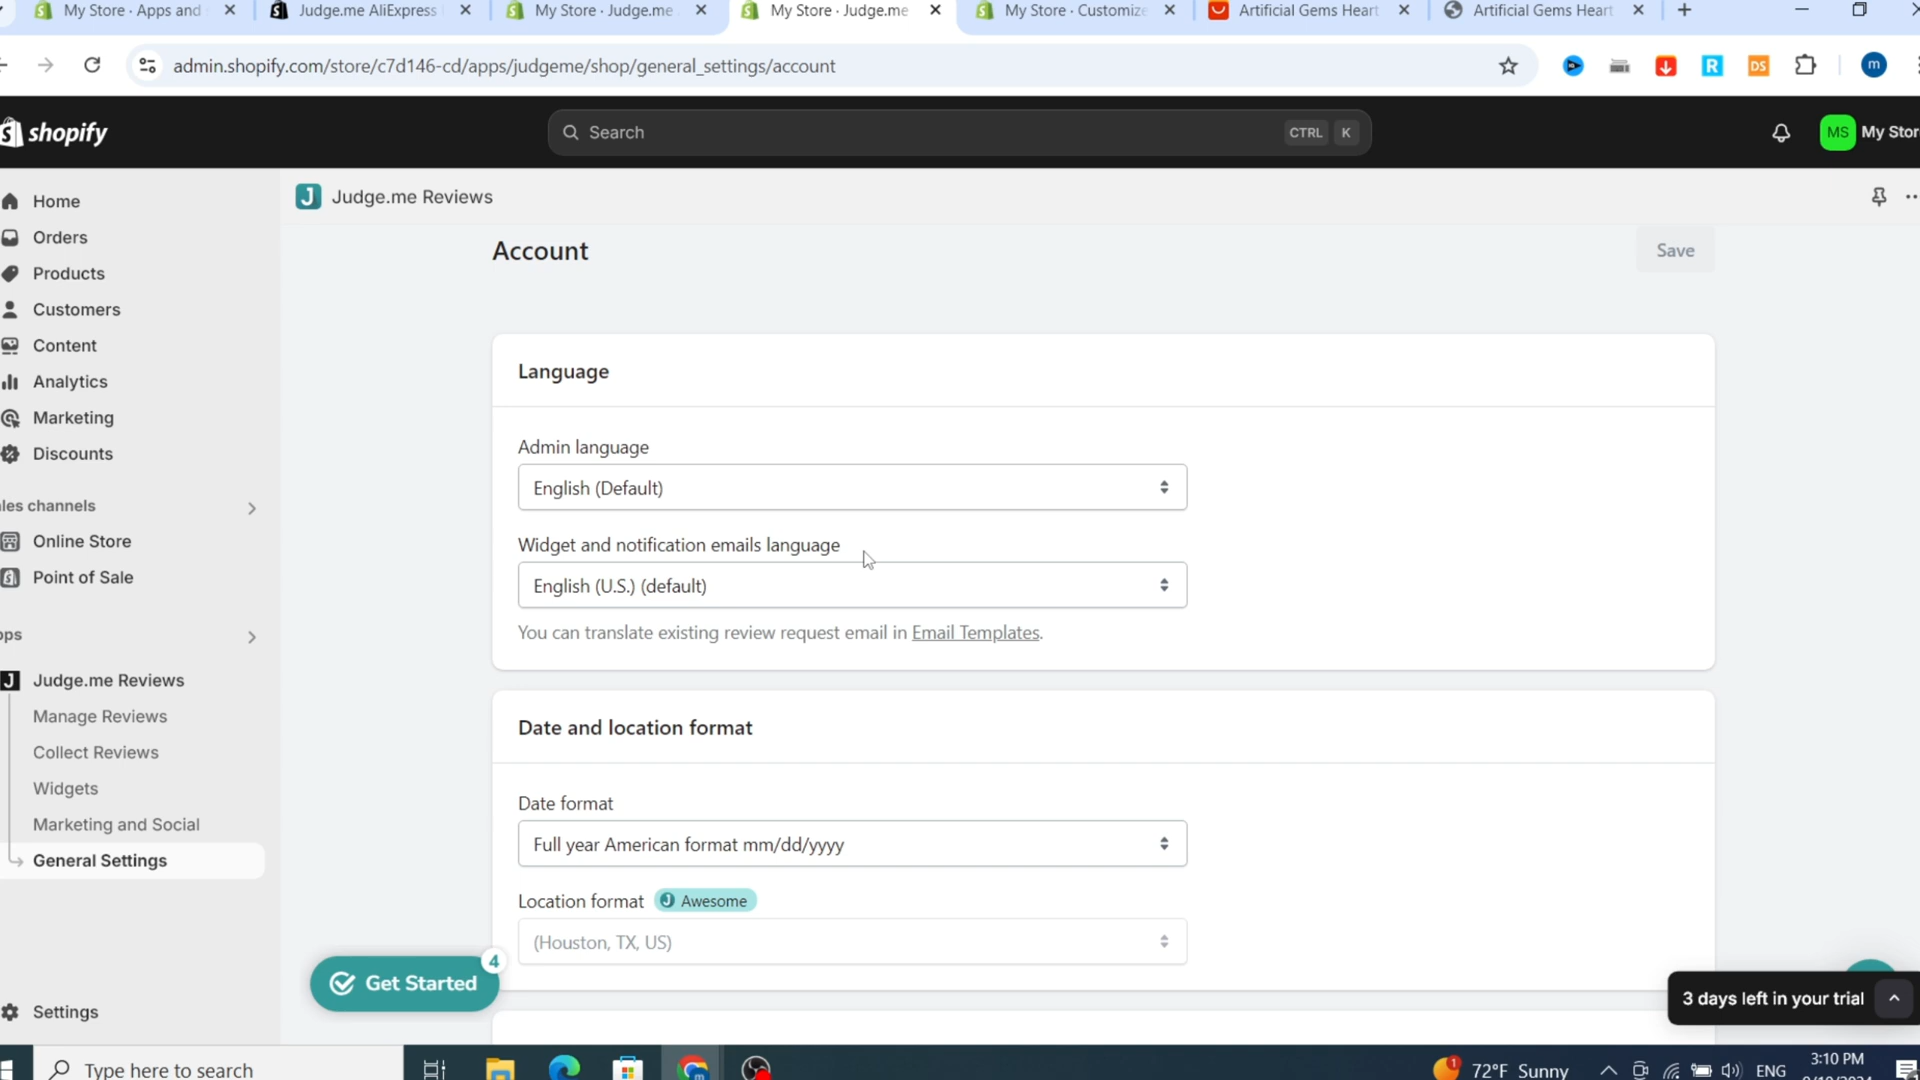 My Store · Apps and
Judge.me AliExpress
My Store · Judge.me
My Store · Judge.me
My Store · Customize
Artificial Gems Heart
Artificial Gems Heart
admin.shopify.com/store/c7d146-cd/apps/judgeme/shop/general_settings/account
R
DS
m
shopify
Search
CTRL K
MS My Stor
Home
Orders
Products
Customers
Content
Analytics
Marketing
Discounts
les channels
Online Store
Point of Sale
ps
J Judge.me Reviews
Manage Reviews
Collect Reviews
Widgets
Marketing and Social
General Settings
Settings
J Judge.me Reviews
Account
Save
Language
Admin language
English (Default)
Widget and notification emails language
English (U.S.) (default)
You can translate existing review request email in Email Templates.
Date and location format
Date format
Full year American format mm/dd/yyyy
Location format J Awesome
(Houston, TX, US)
4
Get Started
3 days left in your trial
Type here to search
m
1
72°F Sunny
ENG
3:10 PM